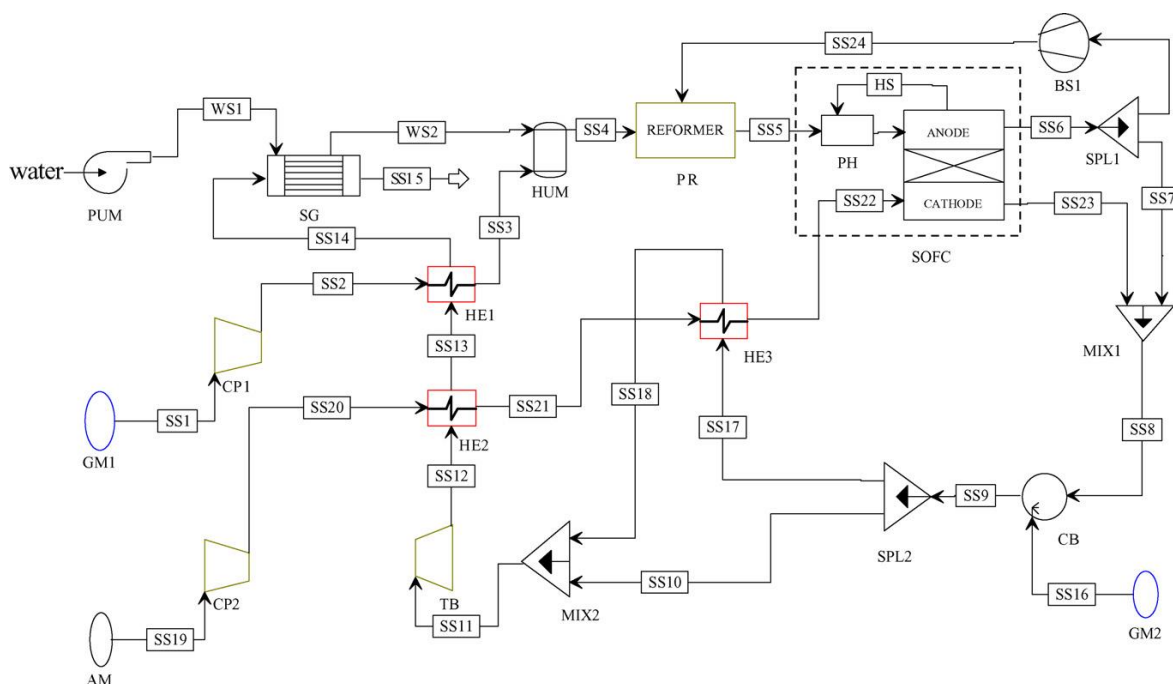 SS24
BS1
HS
WS1
WS2
SS4
REFORMER
SS5
ANODE
SS6
PH
SPL1
water
SS15
HUM
PR
SS7
PUM
SG
SS22
CATHODE
SS23
SS3
SS14
SOFC
SS2
HE1
MIX1
SS13
HE3
CP1
SS20
SS21
SS18
SS1
HE2
SS17
SS8
GM1
SS12
SS9
SPL2
CB
CP2
TB
MIX2
SS10
SS16
SS11
SS19
GM2
AM